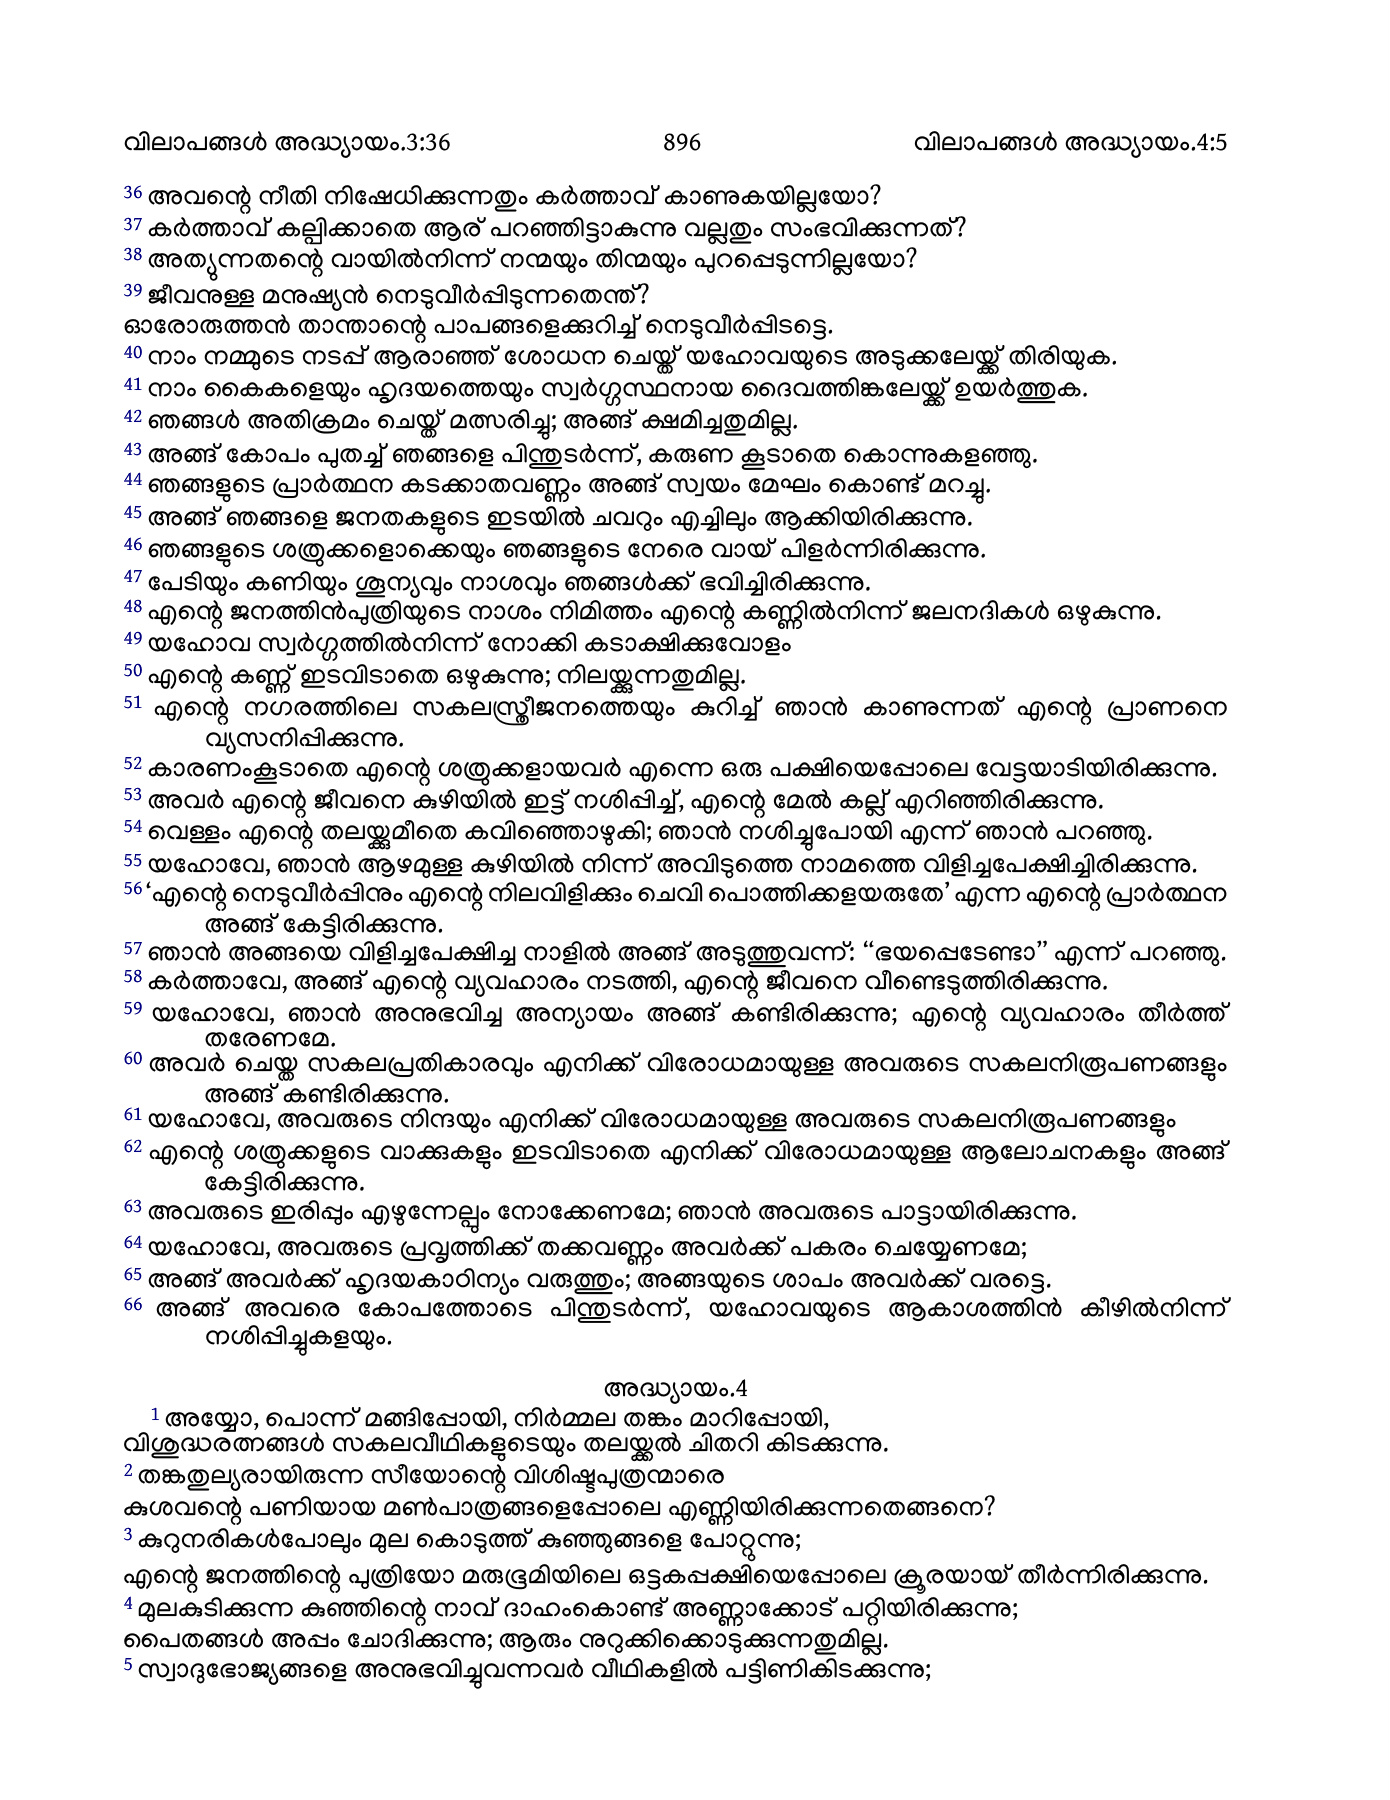 വിലാപങ്ങൾ അദ്ധ്യായം.3:36 896 വിലാപങ്ങൾ അദ്ധ്യായം.4:5
36 അവന്റെ നീതി നിഷേധിക്കുന്നതും കർത്താവ് കാണുകയില്ലയോ?
37 കർത്താവ് കല്പിക്കാതെ ആര് പറഞ്ഞിട്ടാകുന്നു വല്ലതും സംഭവിക്കുന്നത്?
38 അത്യുന്നതന്റെ വായിൽനിന്ന് നന്മയും തിന്മയും പുറപ്പെടുന്നില്ലയോ?
39 ജീവനുള്ള മനുഷ്യൻ നെടുവീർപ്പിടുന്നതെന്ത്?
ഓരോരുത്തൻ താന്താന്റെ പാപങ്ങളെക്കുറിച്ച് നെടുവീർപ്പിടട്ടെ.
40 നാം നമ്മുടെ നടപ്പ് ആരാഞ്ഞ് ശോധന ചെയ്ത് യഹോവയുടെ അടുക്കലേയ്ക്ക് തിരിയുക.
41 നാം കൈകളെയും ഹൃദയത്തെയും സ്വർഗ്ഗസ്ഥനായ ദൈവത്തിങ്കലേയ്ക്ക് ഉയർത്തുക.
42 ഞങ്ങൾ അതിക്രമം ചെയ്ത് മത്സരിച്ചു; അങ്ങ് ക്ഷമിച്ചതുമില്ല.
43 അങ്ങ് കോപം പുതച്ച് ഞങ്ങളെ പിന്തുടർന്ന്, കരുണ കൂടാതെ കൊന്നുകളഞ്ഞു.
44 ഞങ്ങളുടെ പ്രാർത്ഥന കടക്കാതവണ്ണം അങ്ങ് സ്വയം മേഘം കൊണ്ട് മറച്ചു.
45 അങ്ങ് ഞങ്ങളെ ജനതകളുടെ ഇടയിൽ ചവറും എച്ചിലും ആക്കിയിരിക്കുന്നു.
46 ഞങ്ങളുടെ ശത്രുക്കളൊക്കെയും ഞങ്ങളുടെ നേരെ വായ് പിളർന്നിരിക്കുന്നു.
47 പേടിയും കണിയും ശൂന്യവും നാശവും ഞങ്ങൾക്ക് ഭവിച്ചിരിക്കുന്നു.
48 എന്റെ ജനത്തിൻപുത്രിയുടെ നാശം നിമിത്തം എന്റെ കണ്ണിൽനിന്ന് ജലനദികൾ ഒഴുകുന്നു.
49 യഹോവ സ്വർഗ്ഗത്തിൽനിന്ന് നോക്കി കടാക്ഷിക്കുവോളം
50 എന്റെ കണ്ണ് ഇടവിടാതെ ഒഴുകുന്നു; നിലയ്ക്കുന്നതുമില്ല.
51 എന്റെ നഗരത്തിലെ സകലസ്ത്രീജനത്തെയും കുറിച്ച് ഞാൻ കാണുന്നത് എന്റെ പ്രാണനെ
വ്യസനിപ്പിക്കുന്നു.
52 കാരണംകൂടാതെ എന്റെ ശത്രുക്കളായവർ എന്നെ ഒരു പക്ഷിയെപ്പോലെ വേട്ടയാടിയിരിക്കുന്നു.
53 അവർ എന്റെ ജീവനെ കുഴിയിൽ ഇട്ട് നശിപ്പിച്ച്, എന്റെ മേൽ കല്ല് എറിഞ്ഞിരിക്കുന്നു.
54 വെള്ളം എന്റെ തലയ്ക്കുമീതെ കവിഞ്ഞൊഴുകി; ഞാൻ നശിച്ചുപോയി എന്ന് ഞാൻ പറഞ്ഞു.
55 യഹോവേ, ഞാൻ ആഴമുള്ള കുഴിയിൽ നിന്ന് അവിടുത്തെ നാമത്തെ വിളിച്ചപേക്ഷിച്ചിരിക്കുന്നു.
56 ‘എന്റെ നെടുവീർപ്പിനും എന്റെ നിലവിളിക്കും ചെവി പൊത്തിക്കളയരുതേ’ എന്ന എന്റെ പ്രാർത്ഥന
അങ്ങ് കേട്ടിരിക്കുന്നു.
57 ഞാൻ അങ്ങയെ വിളിച്ചപേക്ഷിച്ച നാളിൽ അങ്ങ് അടുത്തുവന്ന്: “ഭയപ്പെടേണ്ടാ” എന്ന് പറഞ്ഞു.
58 കർത്താവേ, അങ്ങ് എന്റെ വ്യവഹാരം നടത്തി, എന്റെ ജീവനെ വീണ്ടെടുത്തിരിക്കുന്നു.
59 യഹോവേ, ഞാൻ അനുഭവിച്ച അന്യായം അങ്ങ് കണ്ടിരിക്കുന്നു; എന്റെ വ്യവഹാരം തീർത്ത്
തരേണമേ.
60 അവർ ചെയ്ത സകലപ്രതികാരവും എനിക്ക് വിരോധമായുള്ള അവരുടെ സകലനിരൂപണങ്ങളും
അങ്ങ് കണ്ടിരിക്കുന്നു.
61 യഹോവേ, അവരുടെ നിന്ദയും എനിക്ക് വിരോധമായുള്ള അവരുടെ സകലനിരൂപണങ്ങളും
62 എന്റെ ശത്രുക്കളുടെ വാക്കുകളും ഇടവിടാതെ എനിക്ക് വിരോധമായുള്ള ആലോചനകളും അങ്ങ്
കേട്ടിരിക്കുന്നു.
63 അവരുടെ ഇരിപ്പും എഴുന്നേല്പും നോക്കേണമേ; ഞാൻ അവരുടെ പാട്ടായിരിക്കുന്നു.
64 യഹോവേ, അവരുടെ പ്രവൃത്തിക്ക് തക്കവണ്ണം അവർക്ക് പകരം ചെയ്യേണമേ;
65 അങ്ങ് അവർക്ക് ഹൃദയകാഠിന്യം വരുത്തും; അങ്ങയുടെ ശാപം അവർക്ക് വരട്ടെ.
66 അങ്ങ് അവരെ കോപത്തോടെ പിന്തുടർന്ന്, യഹോവയുടെ ആകാശത്തിൻ കീഴിൽനിന്ന്
നശിപ്പിച്ചുകളയും.
അദ്ധ്യായം.4
1 അയ്യോ, പൊന്ന് മങ്ങിപ്പോയി, നിർമ്മല തങ്കം മാറിപ്പോയി,
വിശുദ്ധരത്നങ്ങൾ സകലവീഥികളുടെയും തലയ്ക്കൽ ചിതറി കിടക്കുന്നു.
2 തങ്കതുല്യരായിരുന്ന സീയോന്റെ വിശിഷ്ടപുത്രന്മാരെ
കുശവന്റെ പണിയായ മൺപാത്രങ്ങളെപ്പോലെ എണ്ണിയിരിക്കുന്നതെങ്ങനെ?
3 കുറുനരികൾപോലും മുല കൊടുത്ത് കുഞ്ഞുങ്ങളെ പോറ്റുന്നു;
എന്റെ ജനത്തിന്റെ പുത്രിയോ മരുഭൂമിയിലെ ഒട്ടകപ്പക്ഷിയെപ്പോലെ ക്രൂരയായ് തീർന്നിരിക്കുന്നു.
4 മുലകുടിക്കുന്ന കുഞ്ഞിന്റെ നാവ് ദാഹംകൊണ്ട് അണ്ണാക്കോട് പറ്റിയിരിക്കുന്നു;
പൈതങ്ങൾ അപ്പം ചോദിക്കുന്നു; ആരും നുറുക്കിക്കൊടുക്കുന്നതുമില്ല.
5 സ്വാദുഭോജ്യങ്ങളെ അനുഭവിച്ചുവന്നവർ വീഥികളിൽ പട്ടിണികിടക്കുന്നു;